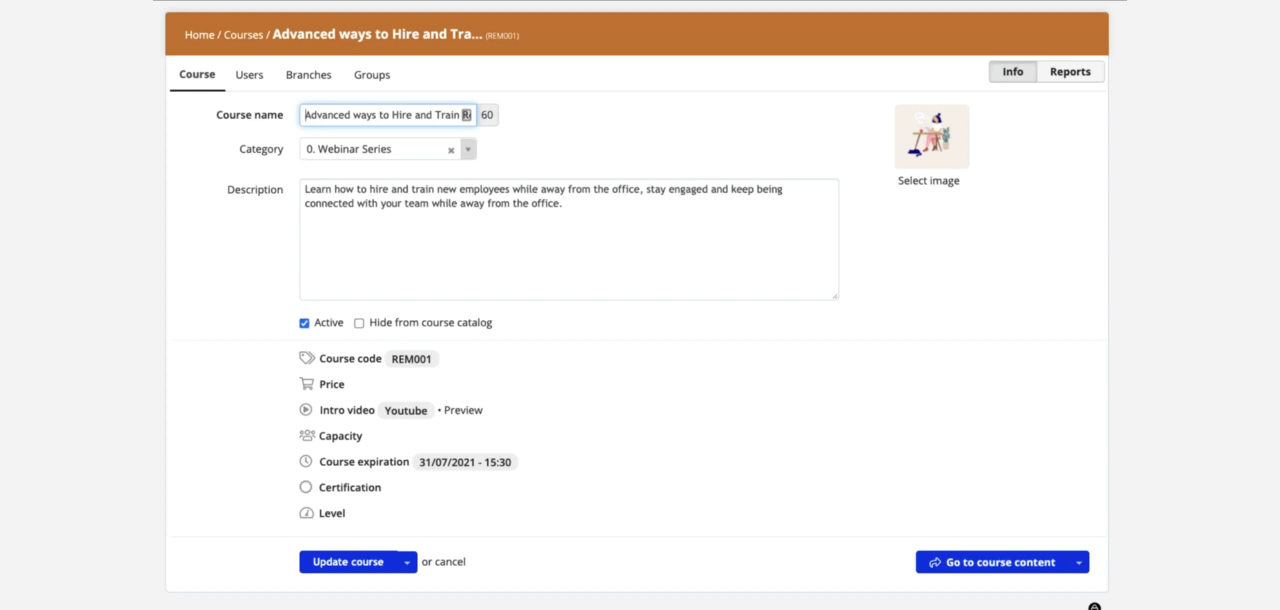 Home / Courses / Advanced ways to Hire and Tra... (REM001)
Course Users Branches Groups
Info Reports
Course name Advanced ways to Hire and Train 60
Category 0. Webinar Series
Select image
Description Learn how to hire and train new employees while away from the office, stay engaged and keep being
connected with your team while away from the office.
Active Hide from course catalog
Course code REM001
Price
Intro video Youtube • Preview
Capacity
Course expiration 31/07/2021 - 15:30
Certification
Level
Update course or cancel Go to course content